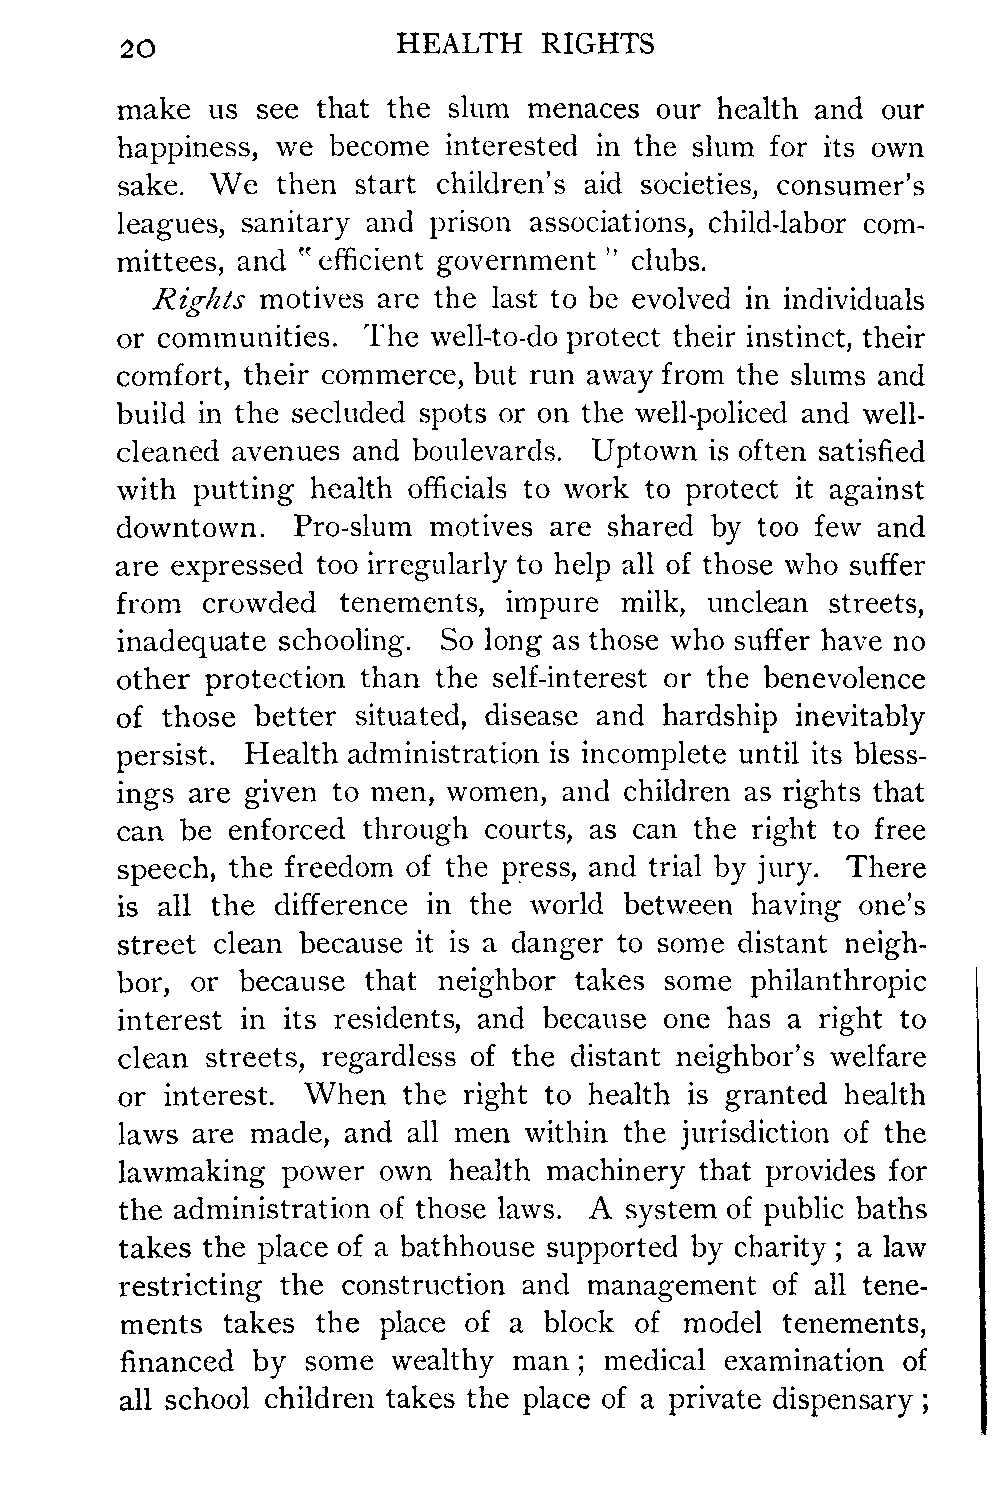 20 HEALTH RIGHTS
make us see that the slum menaces our health and our
happiness, we become interested in the slum for its own
sake. We then start children's aid societies, consumer's
leagues, sanitary and prison associations, child-labor com-
mittees, and "efficient government" clubs.
Rights motives are the last to be evolved in individuals
or communities. The well-to-do protect their instinct, their
comfort, their commerce, but run away from the slums and
build in the secluded spots or on the well-policed and well-
cleaned avenues and boulevards. Uptown is often satisfied
with putting health officials to work to protect it against
downtown. Pro-slum motives are shared by too few and
are expressed too irregularly to help all of those who suffer
from crowded tenements, impure milk, unclean streets,
inadequate schooling. So long as those who suffer have no
other protection than the self-interest or the benevolence
of those better situated, disease and hardship inevitably
persist. Health administration is incomplete until its bless-
ings are given to men, women, and children as rights that
can be enforced through courts, as can the right to free
speech, the freedom of the press, and trial by jury. There
is all the difference in the world between having one's
street clean because it is a danger to some distant neigh-
bor, or because that neighbor takes some philanthropic
interest in its residents, and because one has a right to
clean streets, regardless of the distant neighbor's welfare
or interest. When the right to health is granted health
laws are made, and all men within the jurisdiction of the
lawmaking power own health machinery that provides for
the administration of those laws. A system of public baths
takes the place of a bathhouse supported by charity; a law
restricting the construction and management of all tene-
ments takes the place of a block of model tenements,
financed by some wealthy man; medical examination of
all school children takes the place of a private dispensary;